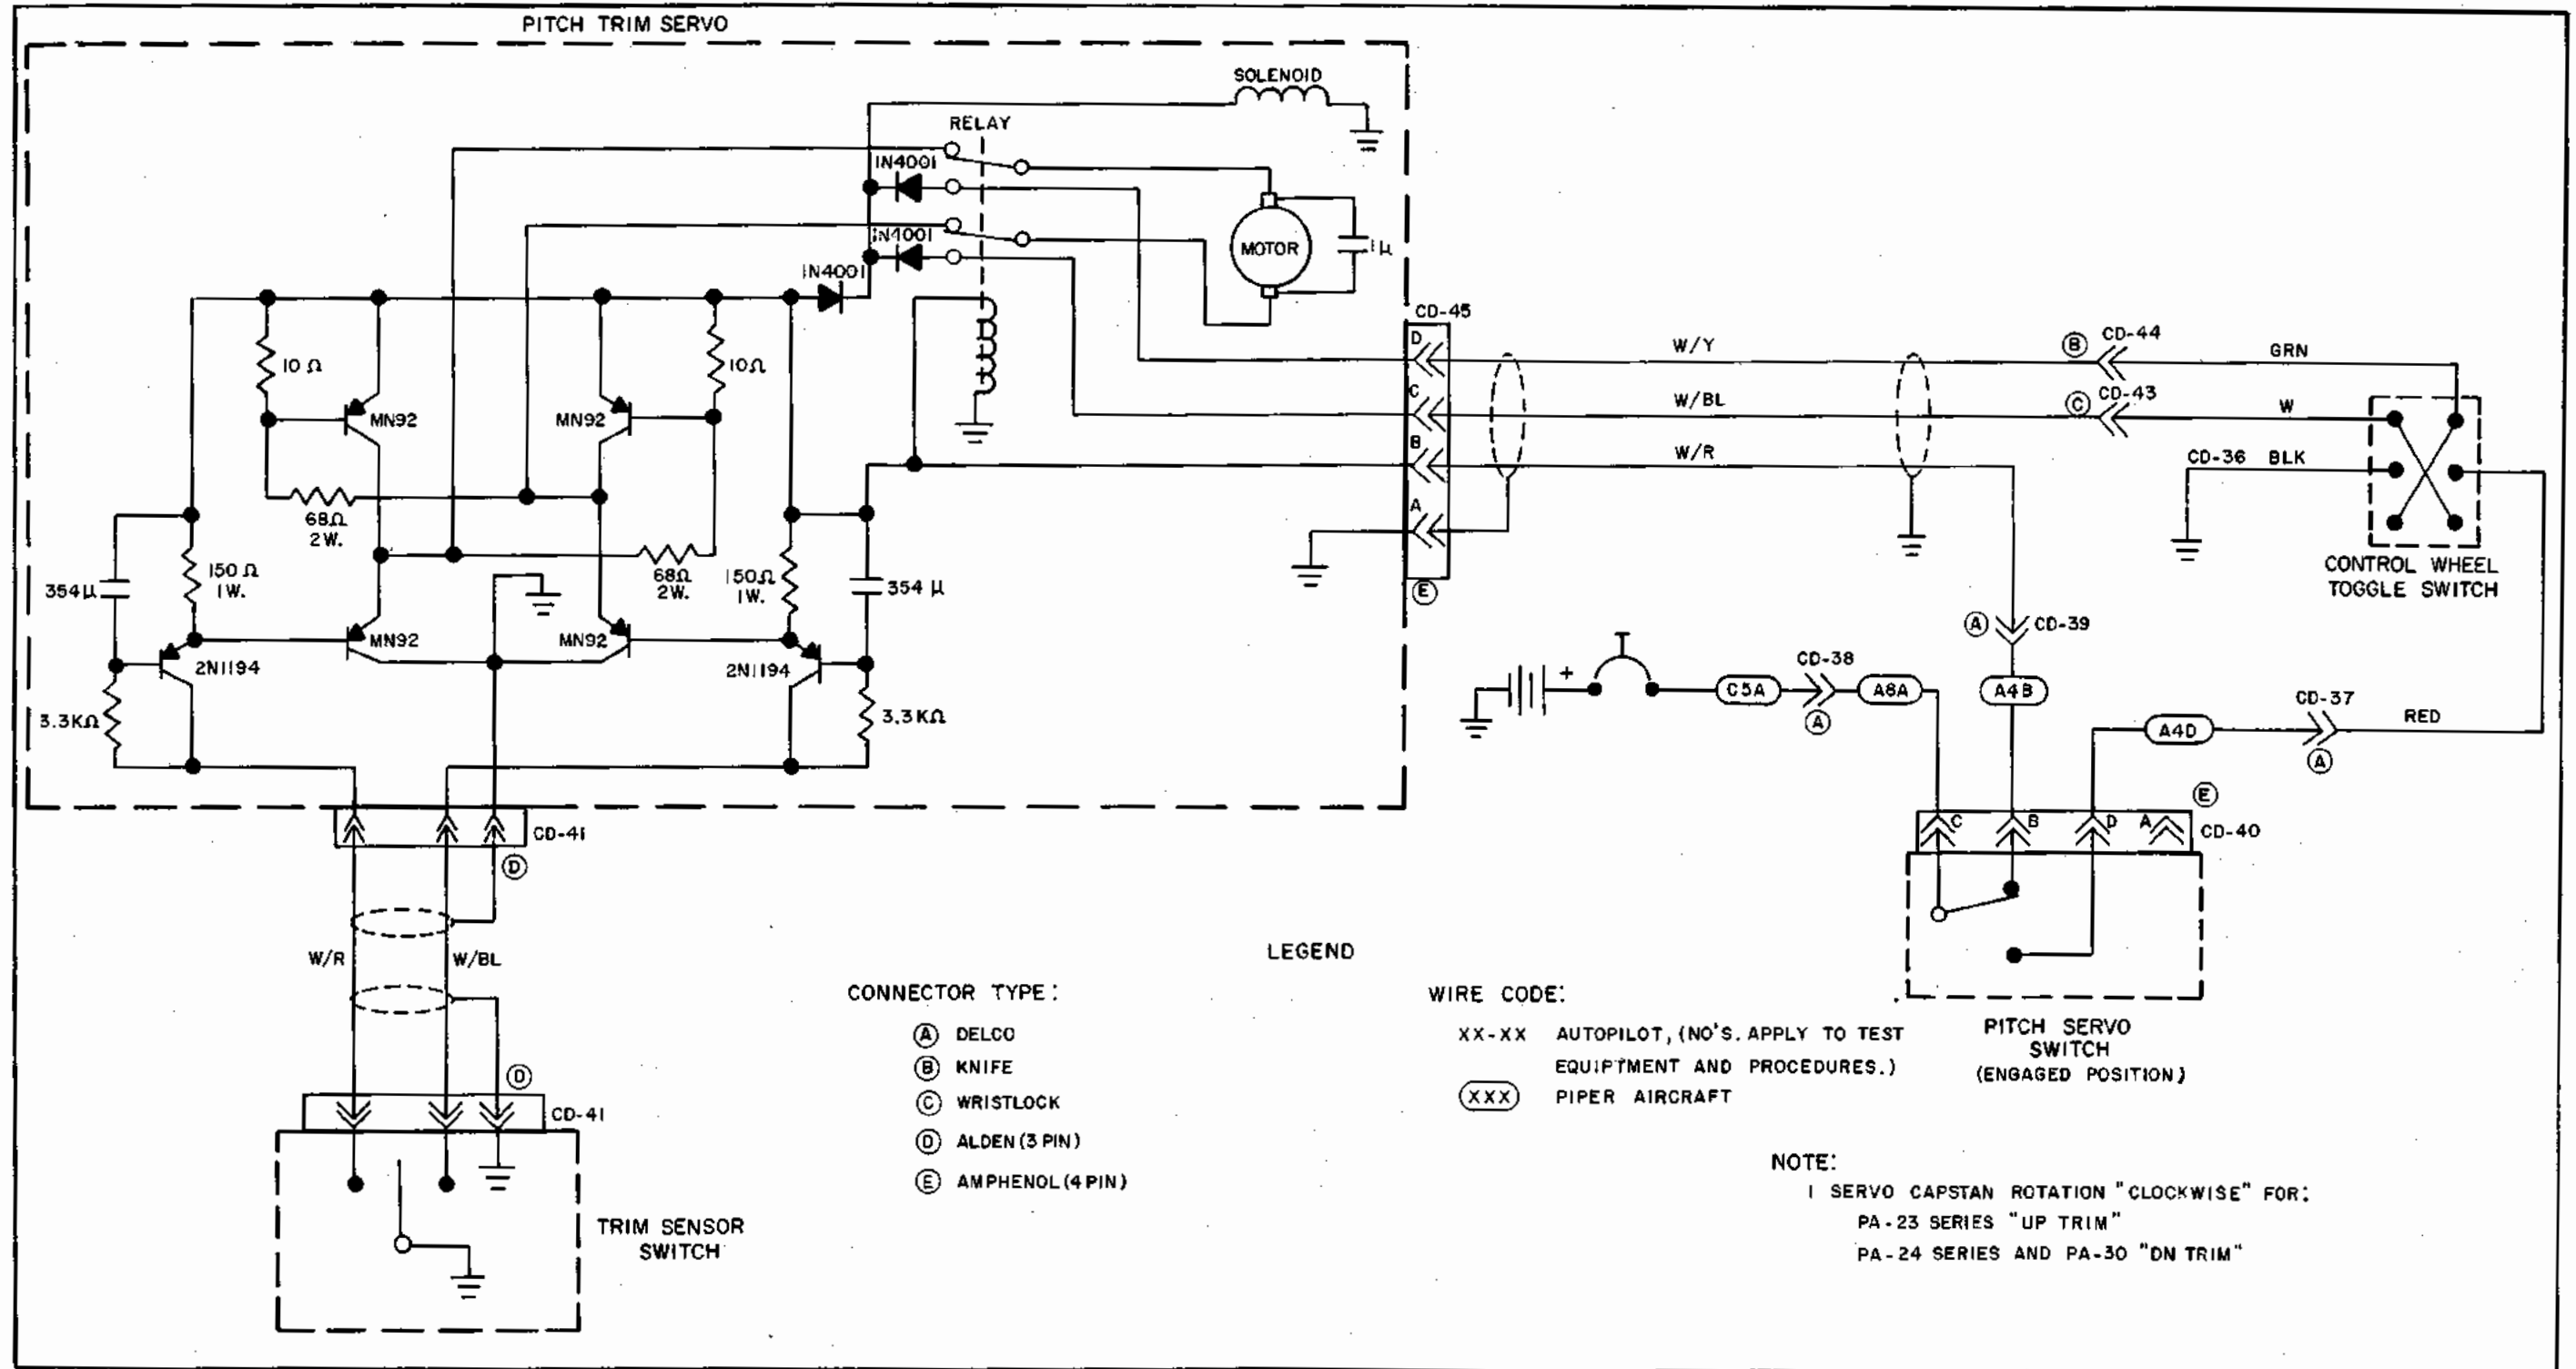 PITCH TRIM SERVO
SOLENOID
RELAY
1N4001
1N4001
1N4001
MOTOR
1µ
10 Ω
10Ω
MN92
MN92
68Ω
2W.
68Ω
2W.
150 Ω
1W.
150Ω
1W.
354µ
354 µ
MN92
MN92
2N1194
2N1194
3.3KΩ
3.3KΩ
CD-45
D
C
B
A
E
W/Y
W/BL
W/R
B
CD-44
GRN
C
CD-43
W
CD-36 BLK
CONTROL WHEEL
TOGGLE SWITCH
A
CD-39
+
C5A
CD-38
A
A8A
A4B
A4D
CD-37
A
RED
E
C
B
D
A
CD-40
PITCH SERVO
SWITCH
(ENGAGED POSITION)
CD-41
D
W/R
W/BL
D
CD-41
TRIM SENSOR
SWITCH
LEGEND
CONNECTOR TYPE:
A DELCO
B KNIFE
C WRISTLOCK
D ALDEN (3 PIN)
E AMPHENOL (4 PIN)
WIRE CODE:
XX-XX AUTOPILOT, (NO'S. APPLY TO TEST
EQUIPTMENT AND PROCEDURES.)
XXX PIPER AIRCRAFT
NOTE:
1 SERVO CAPSTAN ROTATION "CLOCKWISE" FOR:
PA-23 SERIES "UP TRIM"
PA-24 SERIES AND PA-30 "DN TRIM"